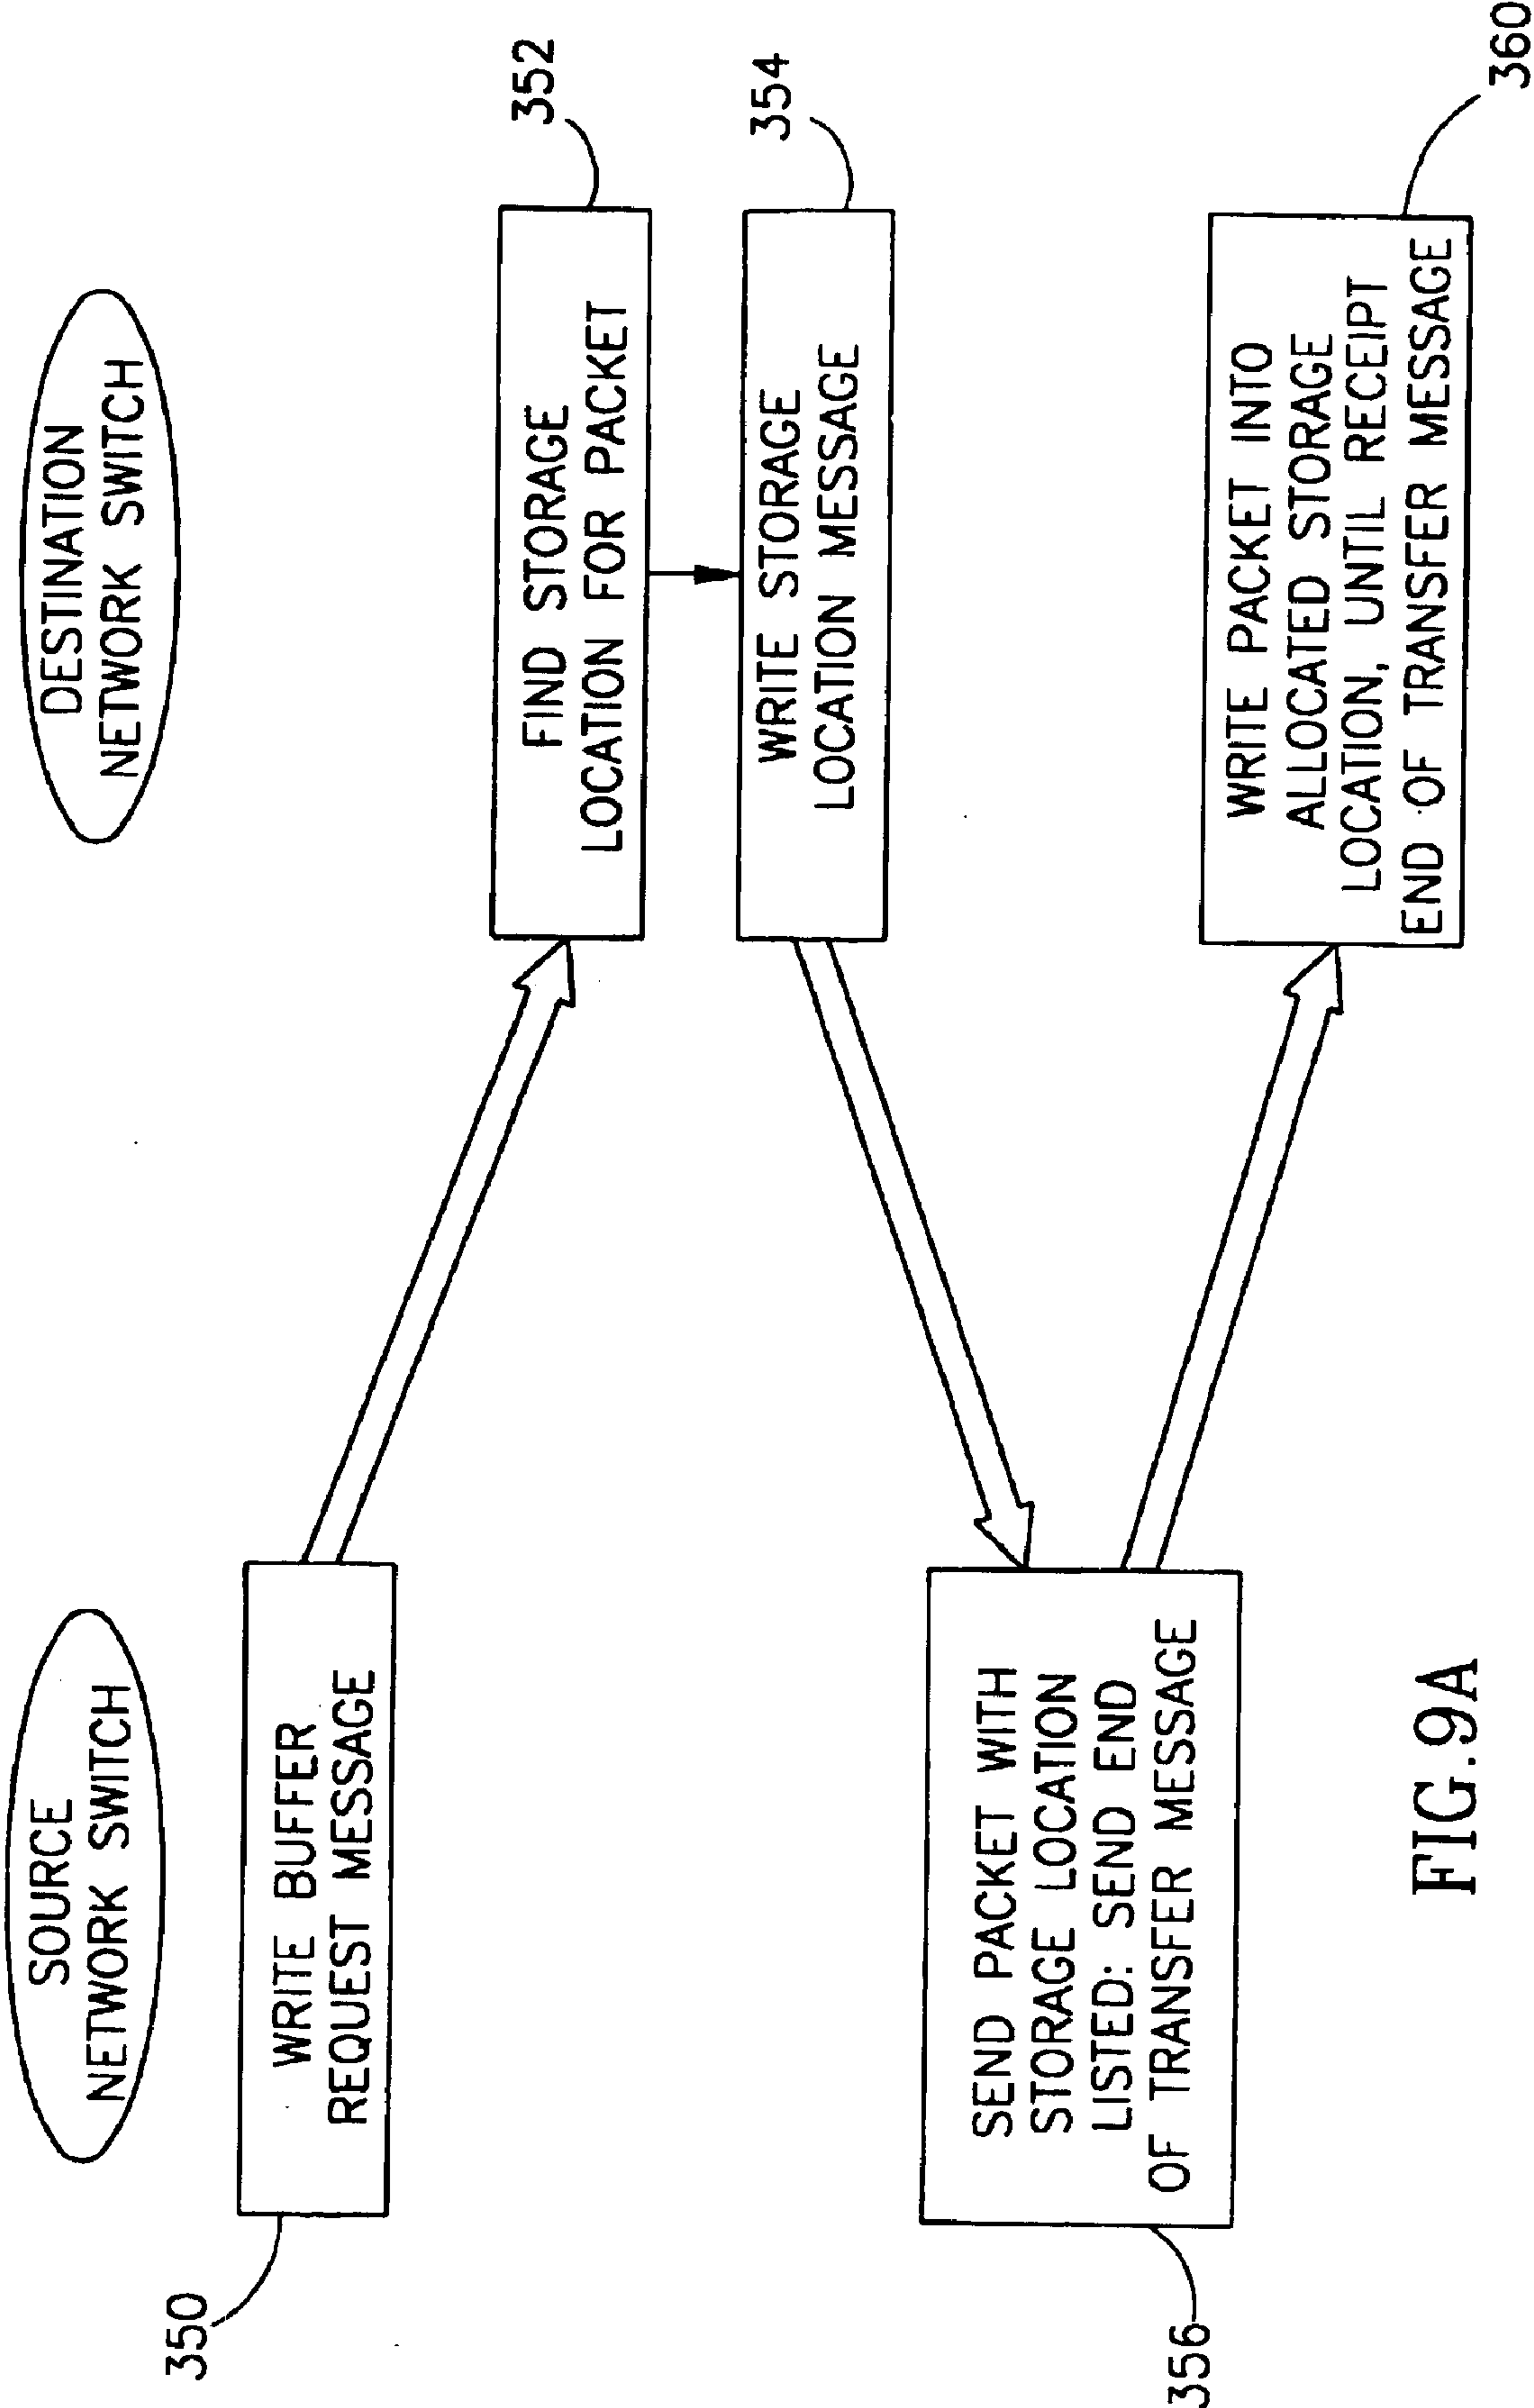 SOURCE
NETWORK SWITCH
DESTINATION
NETWORK SWITCH
350
WRITE BUFFER
REQUEST MESSAGE
352
FIND STORAGE
LOCATION FOR PACKET
354
WRITE STORAGE
LOCATION MESSAGE
356
SEND PACKET WITH
STORAGE LOCATION
LISTED: SEND END
OF TRANSFER MESSAGE
360
WRITE PACKET INTO
ALLOCATED STORAGE
LOCATION, UNTIL RECEIPT
END OF TRANSFER MESSAGE
FIG.9A